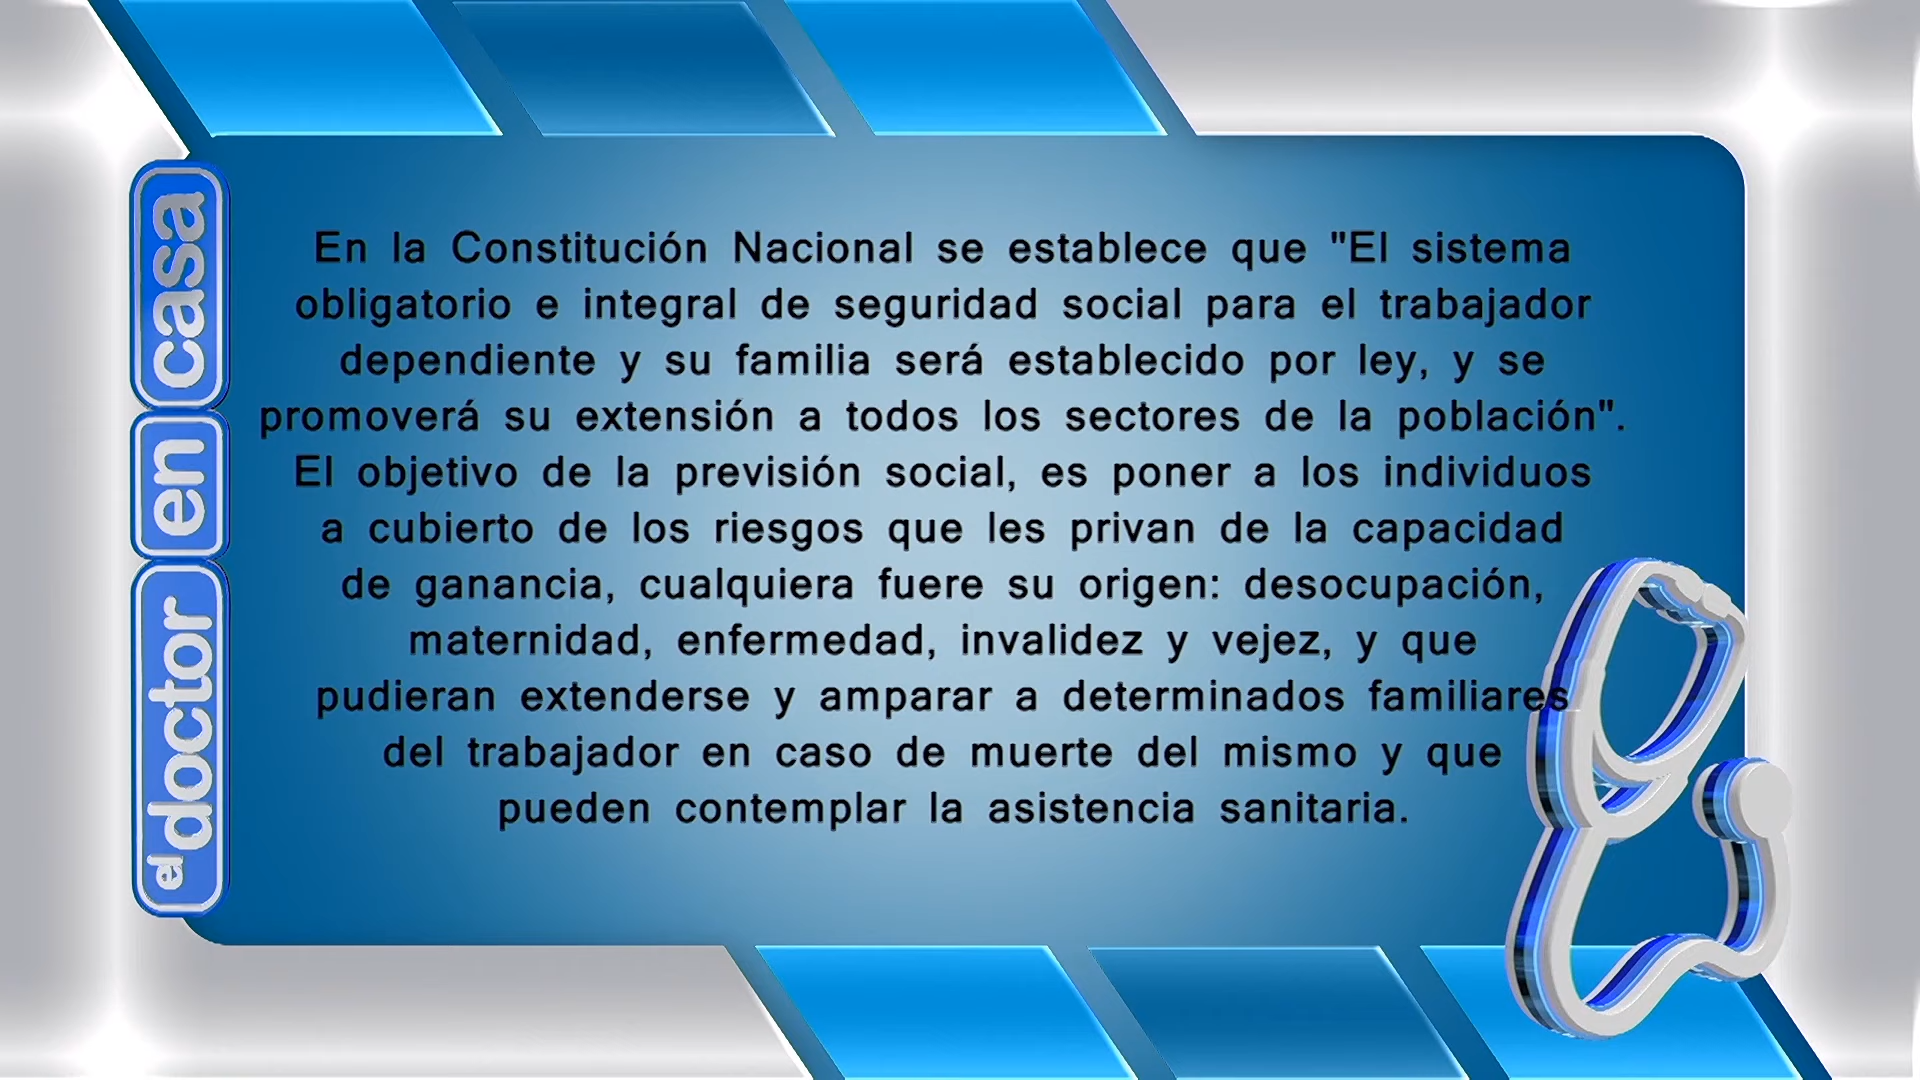 En la Constitución Nacional se establece que "El sistema
obligatorio e integral de seguridad social para el trabajador
dependiente y su familia será establecido por ley, y se
promoverá su extensión a todos los sectores de la población".
El objetivo de la previsión social, es poner a los individuos
a cubierto de los riesgos que les privan de la capacidad
de ganancia, cualquiera fuere su origen: desocupación,
maternidad, enfermedad, invalidez y vejez, y que
pudieran extenderse y amparar a determinados familiares
del trabajador en caso de muerte del mismo y que
pueden contemplar la asistencia sanitaria.
el doctor en casa